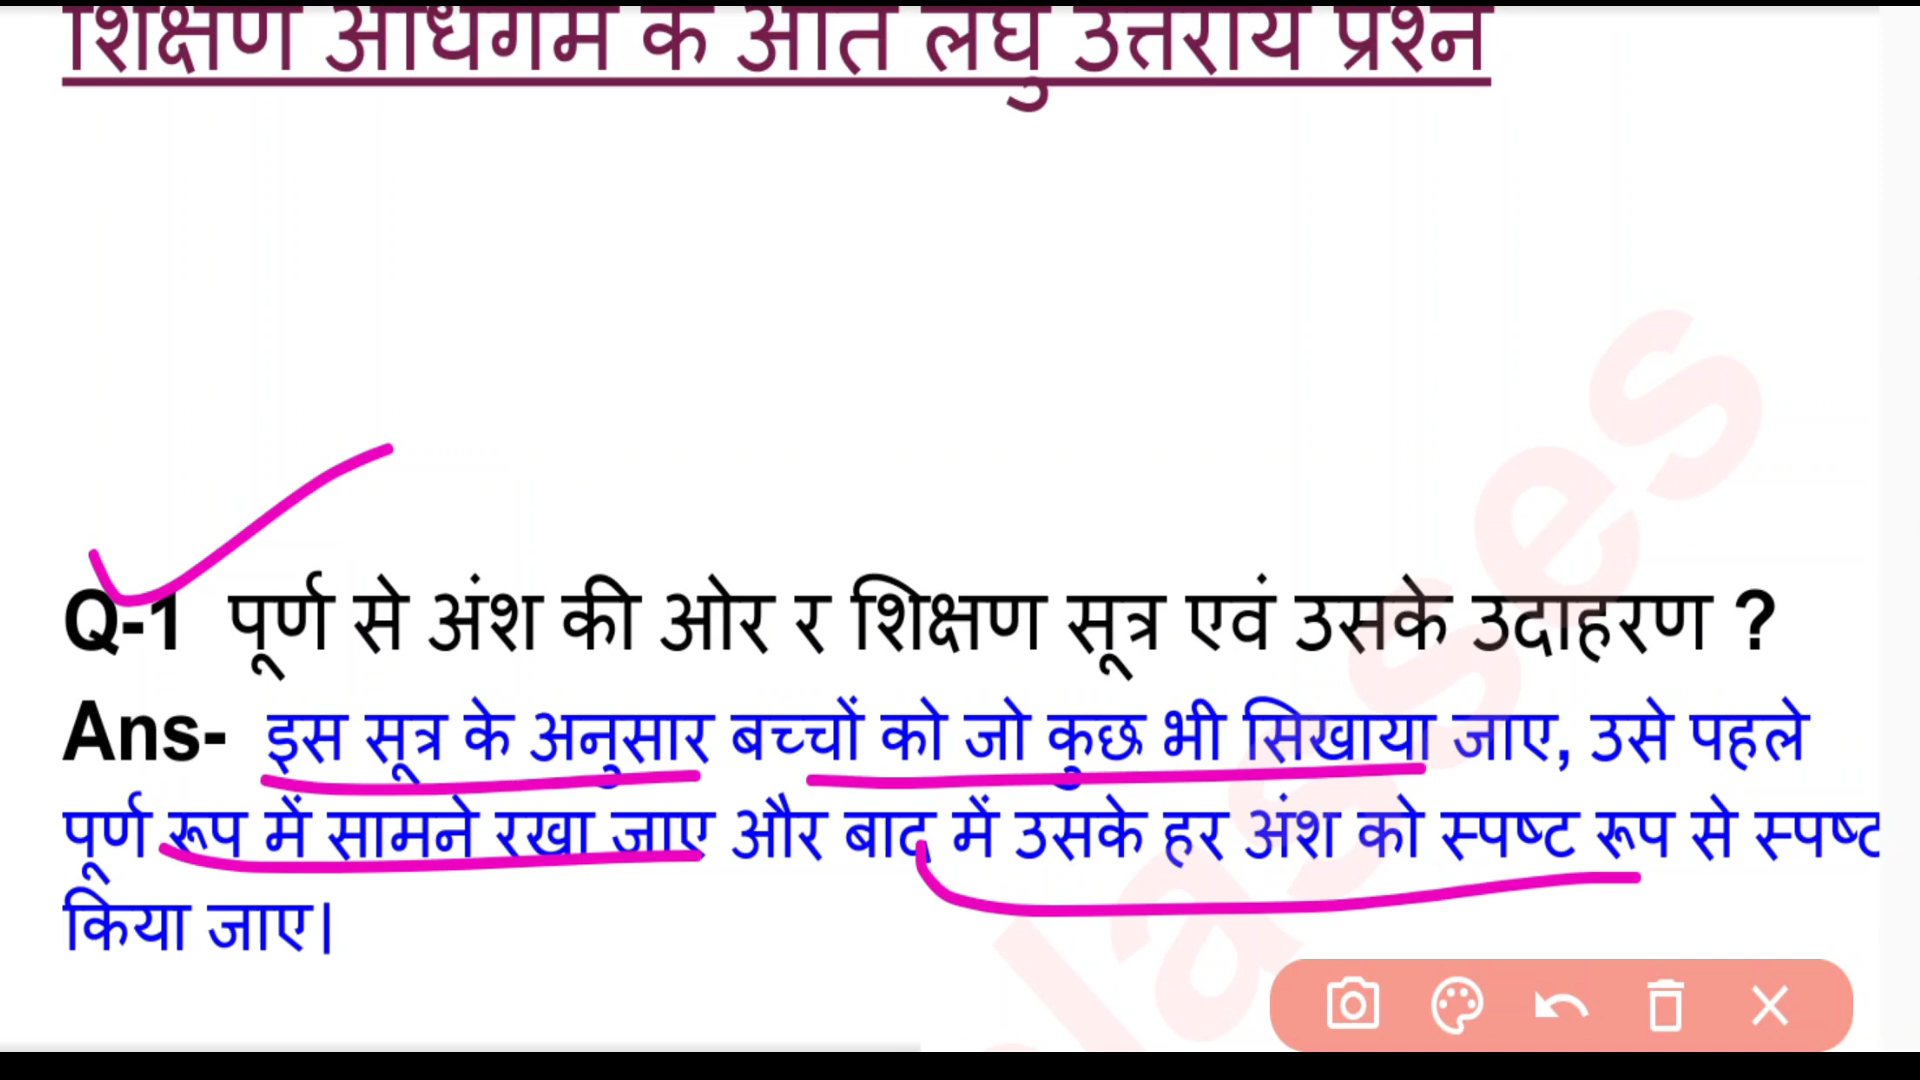 शिक्षण अधिगम के अति लघु उत्तरीय प्रश्न
Q-1 पूर्ण से अंश की ओर र शिक्षण सूत्र एवं उसके उदाहरण ?
Ans- इस सूत्र के अनुसार बच्चों को जो कुछ भी सिखाया जाए, उसे पहले
पूर्ण रूप में सामने रखा जाए और बाद में उसके हर अंश को स्पष्ट रूप से स्पष्ट
किया जाए|
lasses